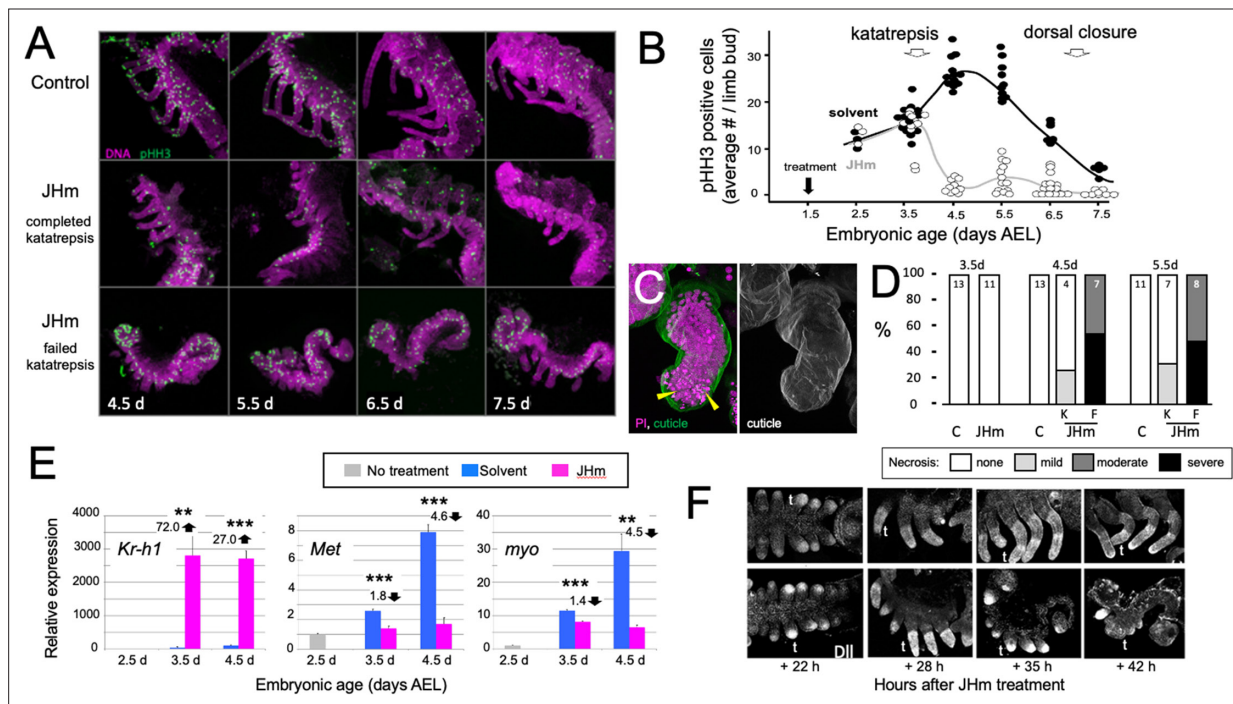 A
Control
DNA pHH3
JHm
completed
katatrepsis
JHm
failed
katatrepsis
4.5 d 5.5 d 6.5 d 7.5 d
B
katatrepsis dorsal closure
pHH3 positive cells
(average # / limb bud)
30
20
10
0
solvent
JHm
treatment
1.5 2.5 3.5 4.5 5.5 6.5 7.5
Embryonic age (days AEL)
C
PI, cuticle cuticle
D
3.5d 4.5d 5.5d
100
80
60
40
20
0
%
13 11 13 4 7 11 7 8
K F K F
C JHm C JHm C JHm
Necrosis: none mild moderate severe
E
No treatment Solvent JHm
Relative expression
4000
3000
2000
1000
0
Kr-h1
**
72.0
***
27.0
2.5 d 3.5 d 4.5 d
8
6
4
2
0
Met
***
1.8
***
4.6
2.5 d 3.5 d 4.5 d
40
30
20
10
0
myo
***
1.4
**
4.5
2.5 d 3.5 d 4.5 d
Embryonic age (days AEL)
F
t t t t
t t t t
Dll
+ 22 h + 28 h + 35 h + 42 h
Hours after JHm treatment